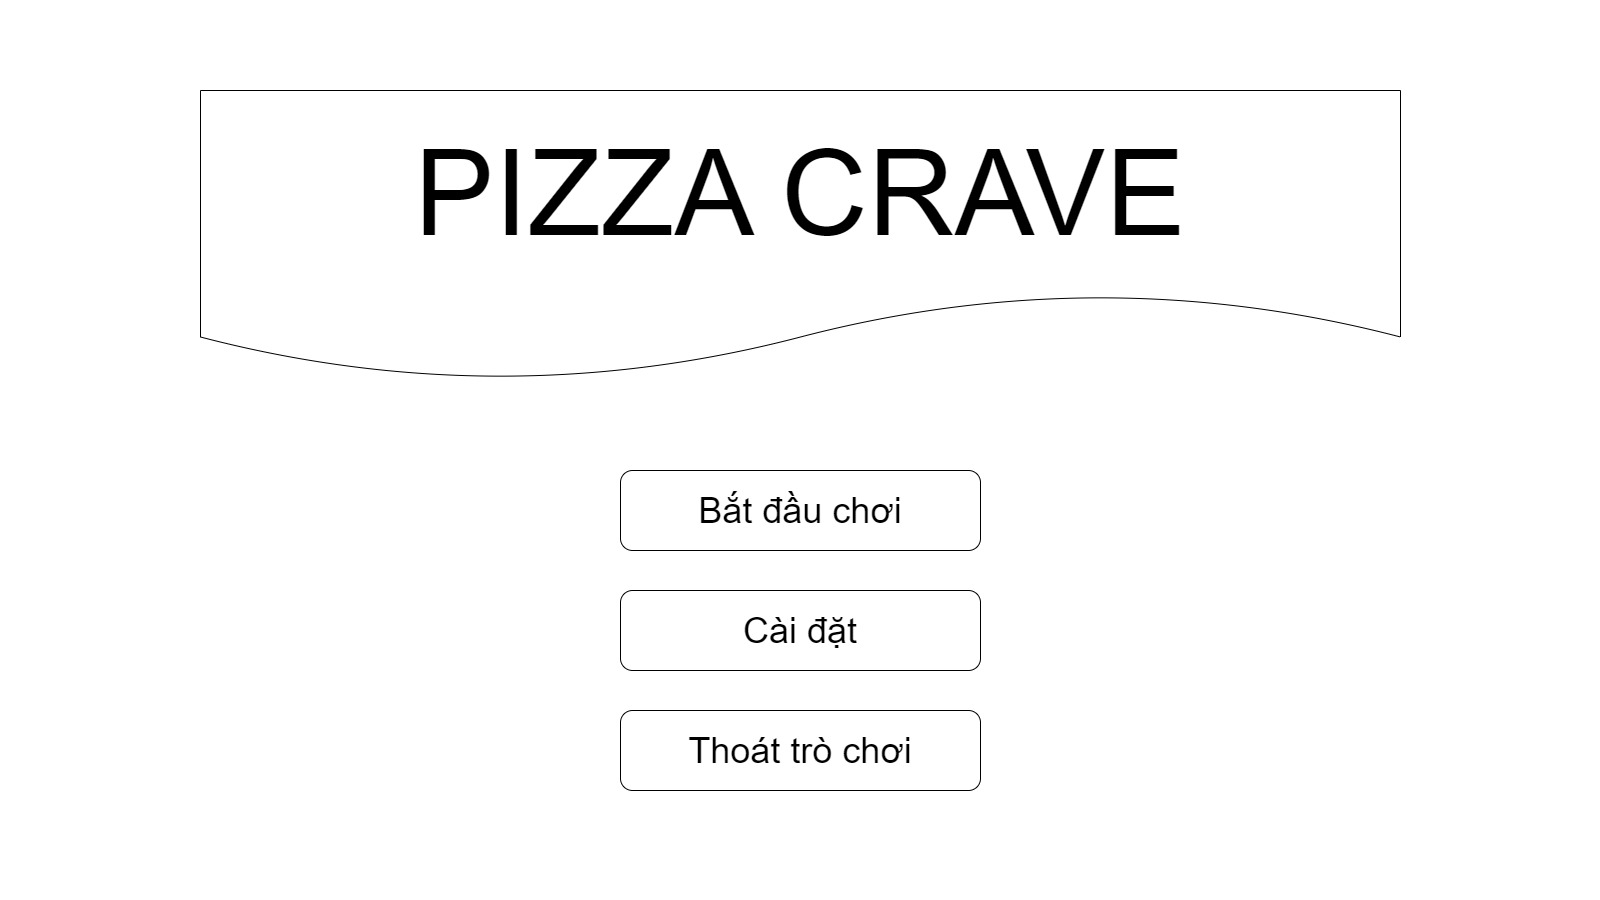 PIZZA CRAVE
Bắt đầu chơi
Cài đặt
Thoát trò chơi